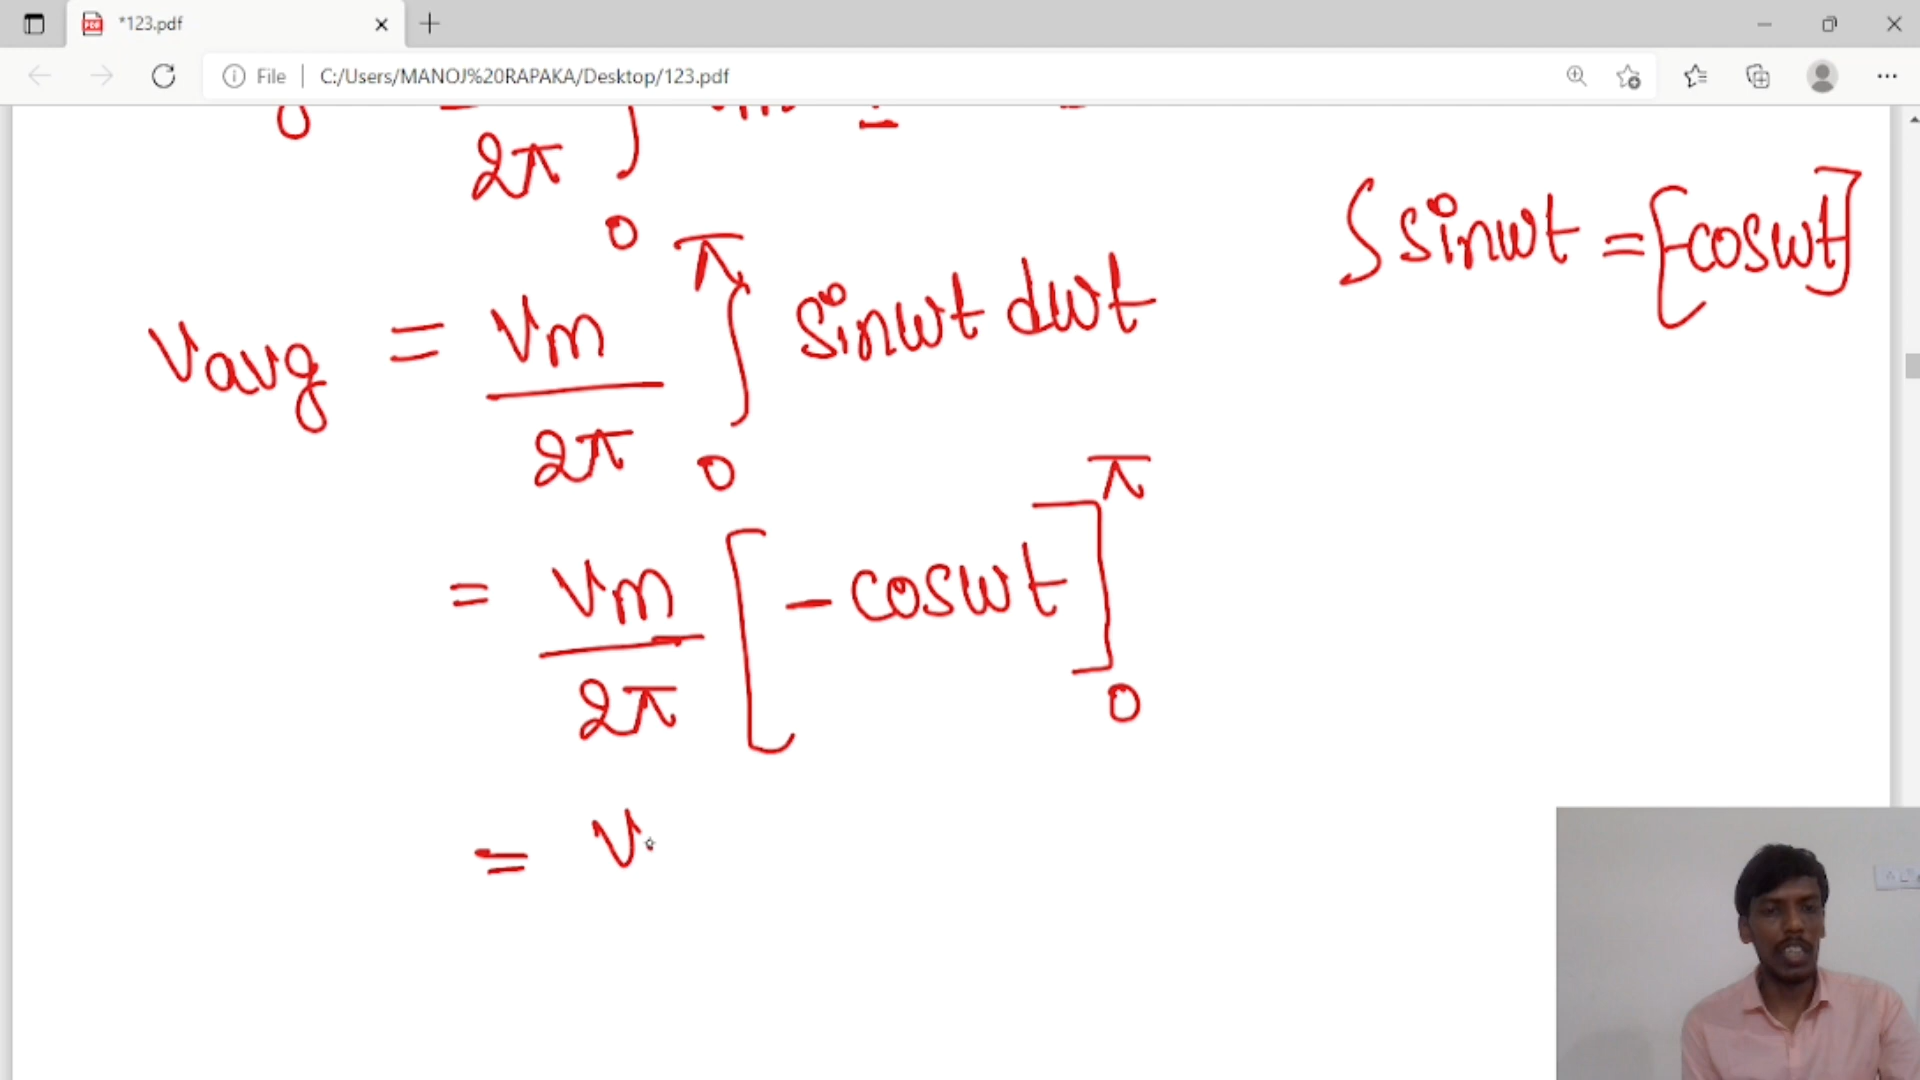 *123.pdf
File C:/Users/MANOJ%20RAPAKA/Desktop/123.pdf
2π
0
∫ sinωt = [-cosωt]
Vavg = Vm/2π ∫₀^π sinωt dωt
= Vm/2π [-cosωt]₀^π
= V